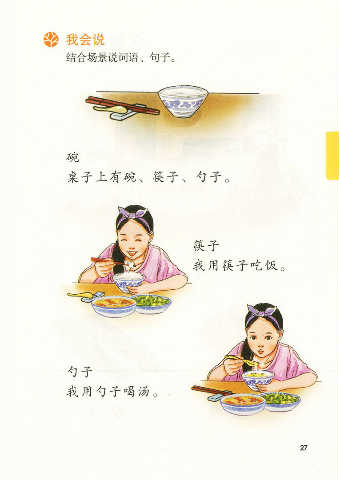 我会说
结合场景说词语、句子。
碗
桌子上有碗、筷子、勺子。
筷子
我用筷子吃饭。
勺子
我用勺子喝汤。
27